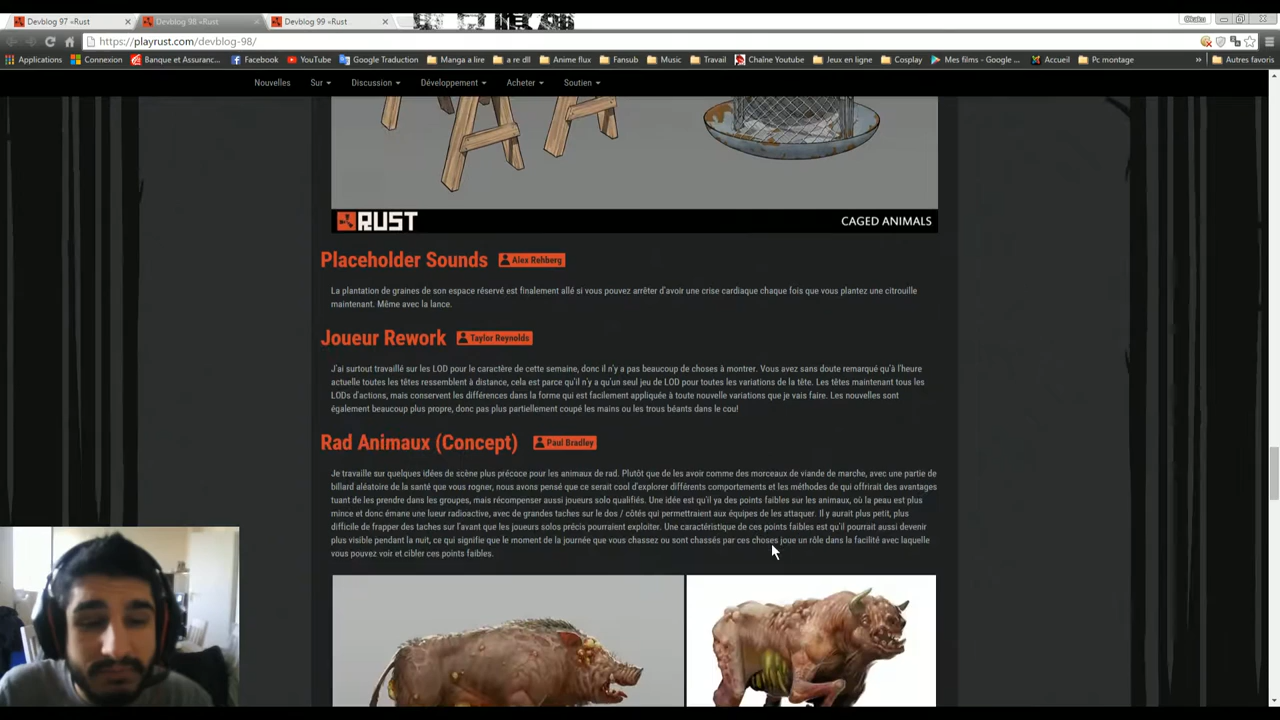 Devblog 97 «Rust
Devblog 98 «Rust
Devblog 99 «Rust
Otaku
https://playrust.com/devblog-98/
Applications
Connexion
Banque et Assuranc...
Facebook
YouTube
Google Traduction
Manga a lire
a re dl
Anime flux
Fansub
Music
Travail
Chaîne Youtube
Jeux en ligne
Cosplay
Mes films - Google ...
Accueil
Pc montage
»
Autres favoris
Nouvelles
Sur
Discussion
Développement
Acheter
Soutien
RUST
CAGED ANIMALS
Placeholder Sounds
Alex Rehberg
La plantation de graines de son espace réservé est finalement allé si vous pouvez arrêter d'avoir une crise cardiaque chaque fois que vous plantez une citrouille
maintenant. Même avec la lance.
Joueur Rework
Taylor Reynolds
J'ai surtout travaillé sur les LOD pour le caractère de cette semaine, donc il n'y a pas beaucoup de choses à montrer. Vous avez sans doute remarqué qu'à l'heure
actuelle toutes les têtes ressemblent à distance, cela est parce qu'il n'y a qu'un seul jeu de LOD pour toutes les variations de la tête. Les têtes maintenant tous les
LODs d'actions, mais conservent les différences dans la forme qui est facilement appliquée à toute nouvelle variations que je vais faire. Les nouvelles sont
également beaucoup plus propre, donc pas plus partiellement coupé les mains ou les trous béants dans le cou!
Rad Animaux (Concept)
Paul Bradley
Je travaille sur quelques idées de scène plus précoce pour les animaux de rad. Plutôt que de les avoir comme des morceaux de viande de marche, avec une partie de
billard aléatoire de la santé que vous rogner, nous avons pensé que ce serait cool d'explorer différents comportements et les méthodes de qui offrirait des avantages
tuant de les prendre dans les groupes, mais récompenser aussi joueurs solo qualifiés. Une idée est qu'il ya des points faibles sur les animaux, où la peau est plus
mince et donc émane une lueur radioactive, avec de grandes taches sur le dos / côtés qui permettraient aux équipes de les attaquer. Il y aurait plus petit, plus
difficile de frapper des taches sur l'avant que les joueurs solos précis pourraient exploiter. Une caractéristique de ces points faibles est qu'il pourrait aussi devenir
plus visible pendant la nuit, ce qui signifie que le moment de la journée que vous chassez ou sont chassés par ces choses joue un rôle dans la facilité avec laquelle
vous pouvez voir et cibler ces points faibles.